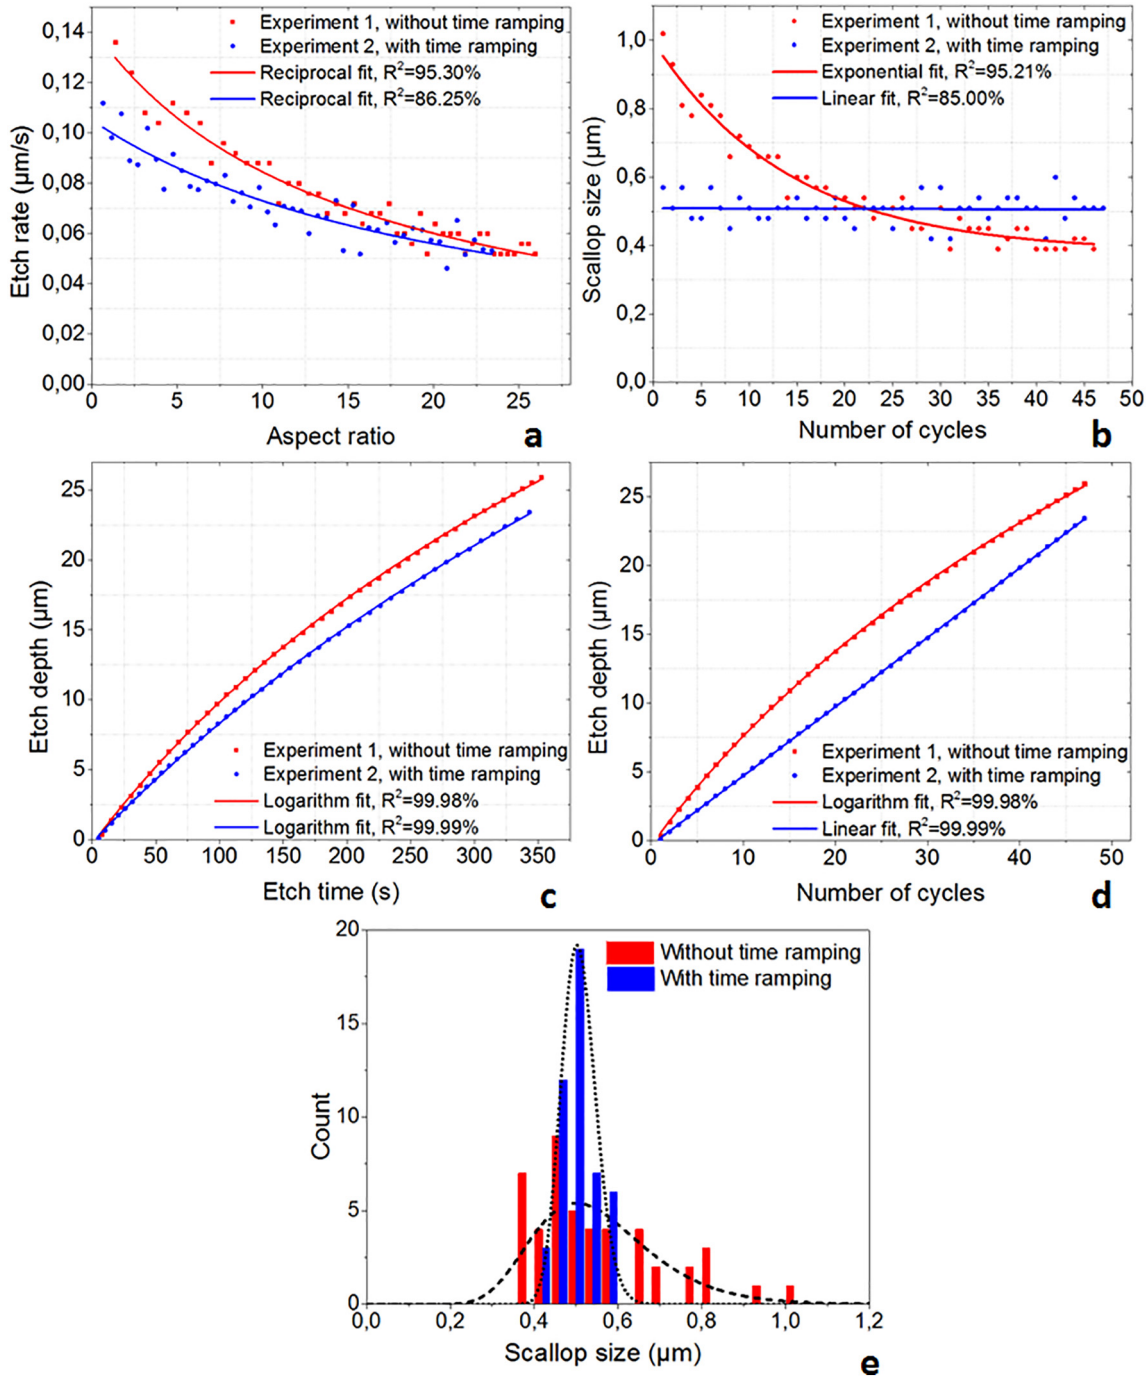 0,14
0,12
0,10
0,08
0,06
0,04
0,02
0,00
Etch rate (µm/s)
Experiment 1, without time ramping
Experiment 2, with time ramping
Reciprocal fit, R²=95.30%
Reciprocal fit, R²=86.25%
0 5 10 15 20 25
Aspect ratio
a
1,0
0,8
0,6
0,4
0,2
0,0
Scallop size (µm)
Experiment 1, without time ramping
Experiment 2, with time ramping
Exponential fit, R²=95.21%
Linear fit, R²=85.00%
0 5 10 15 20 25 30 35 40 45 50
Number of cycles
b
25
20
15
10
5
0
Etch depth (µm)
Experiment 1, without time ramping
Experiment 2, with time ramping
Logarithm fit, R²=99.98%
Logarithm fit, R²=99.99%
0 50 100 150 200 250 300 350
Etch time (s)
c
25
20
15
10
5
0
Etch depth (µm)
Experiment 1, without time ramping
Experiment 2, with time ramping
Logarithm fit, R²=99.98%
Linear fit, R²=99.99%
0 10 20 30 40 50
Number of cycles
d
20
15
10
5
0
Count
Without time ramping
With time ramping
0,0 0,2 0,4 0,6 0,8 1,0 1,2
Scallop size (µm)
e